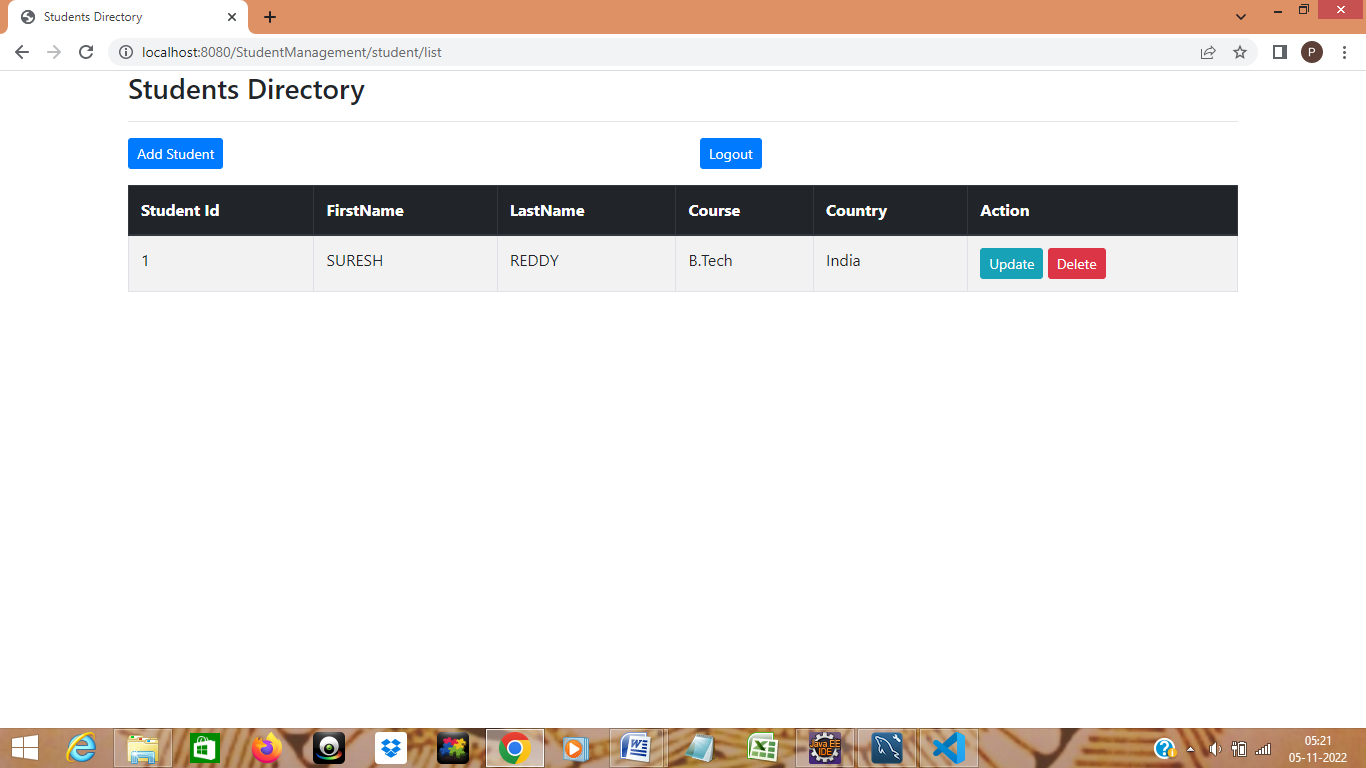 Students Directory
localhost:8080/StudentManagement/student/list
P
Students Directory
Add Student Logout
Student Id FirstName LastName Course Country Action
1 SURESH REDDY B.Tech India Update Delete
Java EE
IDE
05:21
05-11-2022